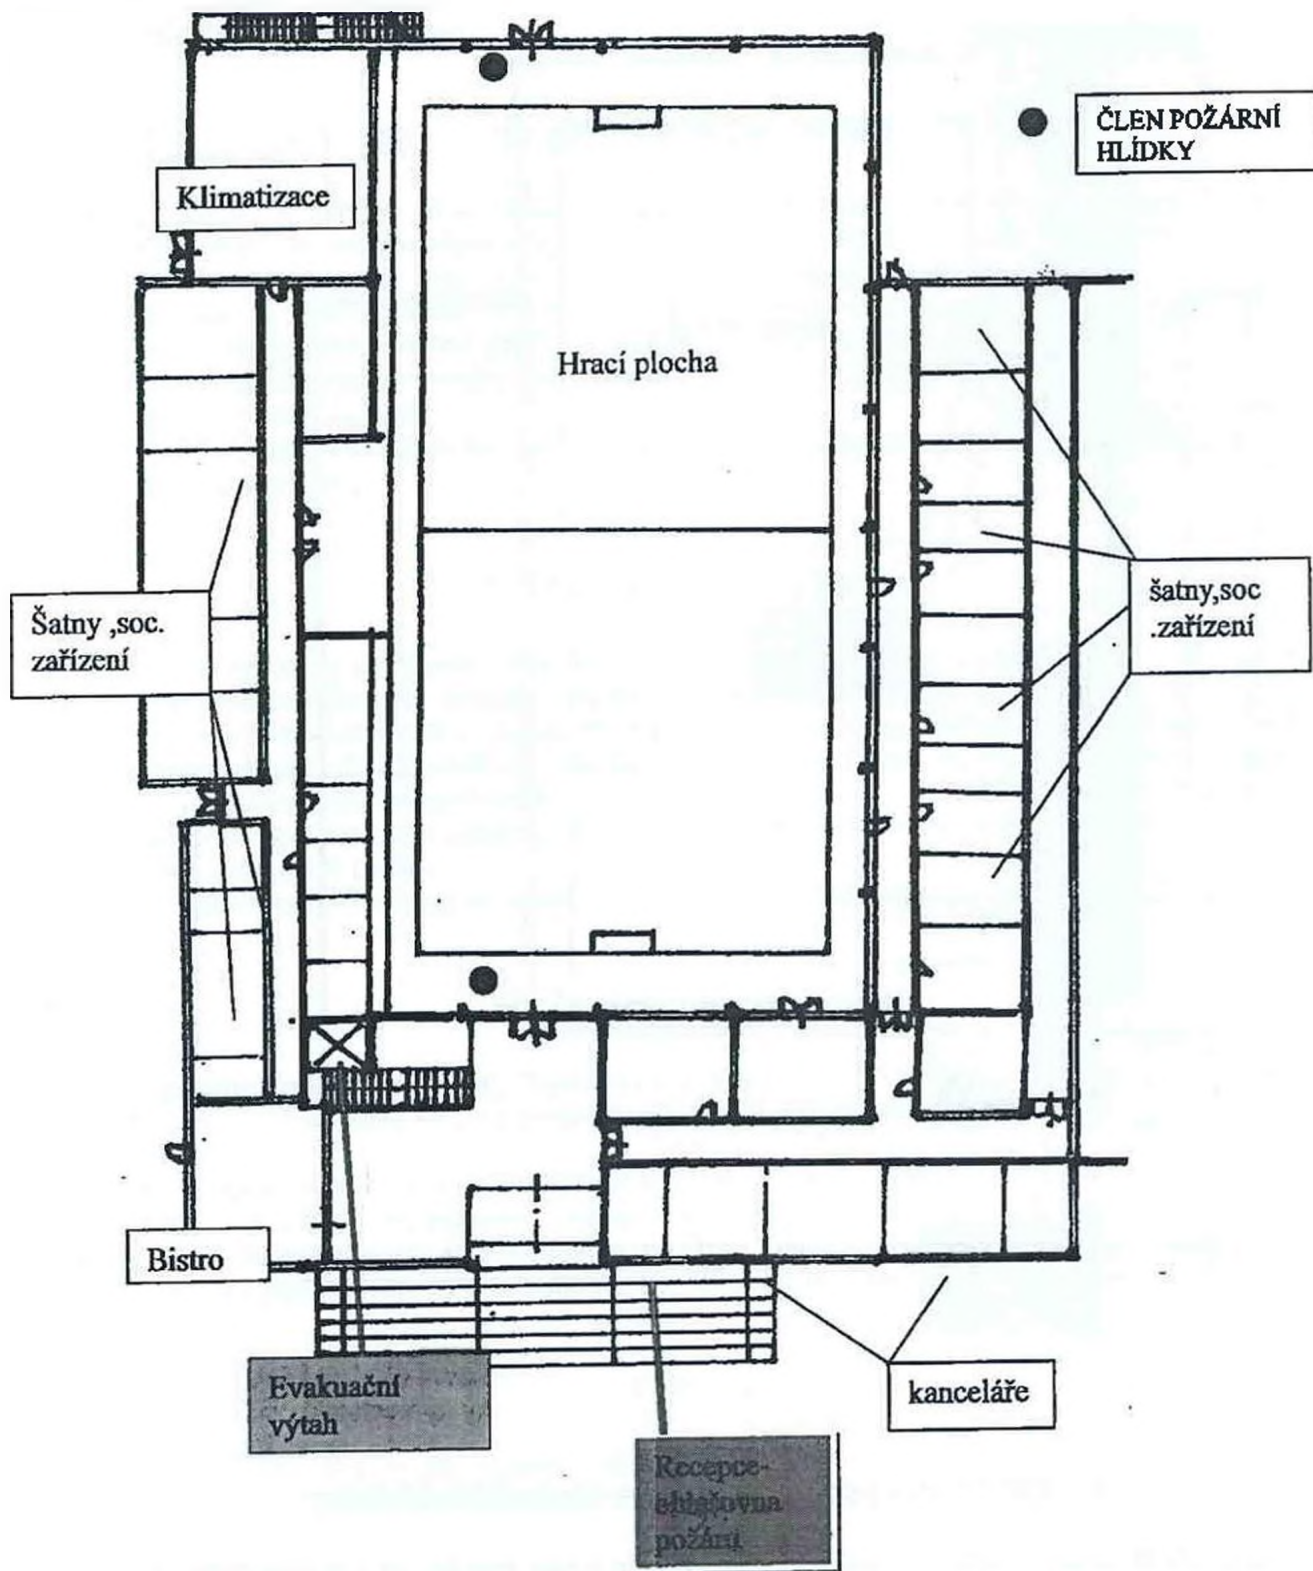 ČLEN POŽÁRNÍ
HLÍDKY
Klimatizace
Hrací plocha
Šatny ,soc.
zařízení
šatny,soc
.zařízení
Bistro
Evakuační
výtah
kanceláře
Recepce-
ohlašovna
požáru